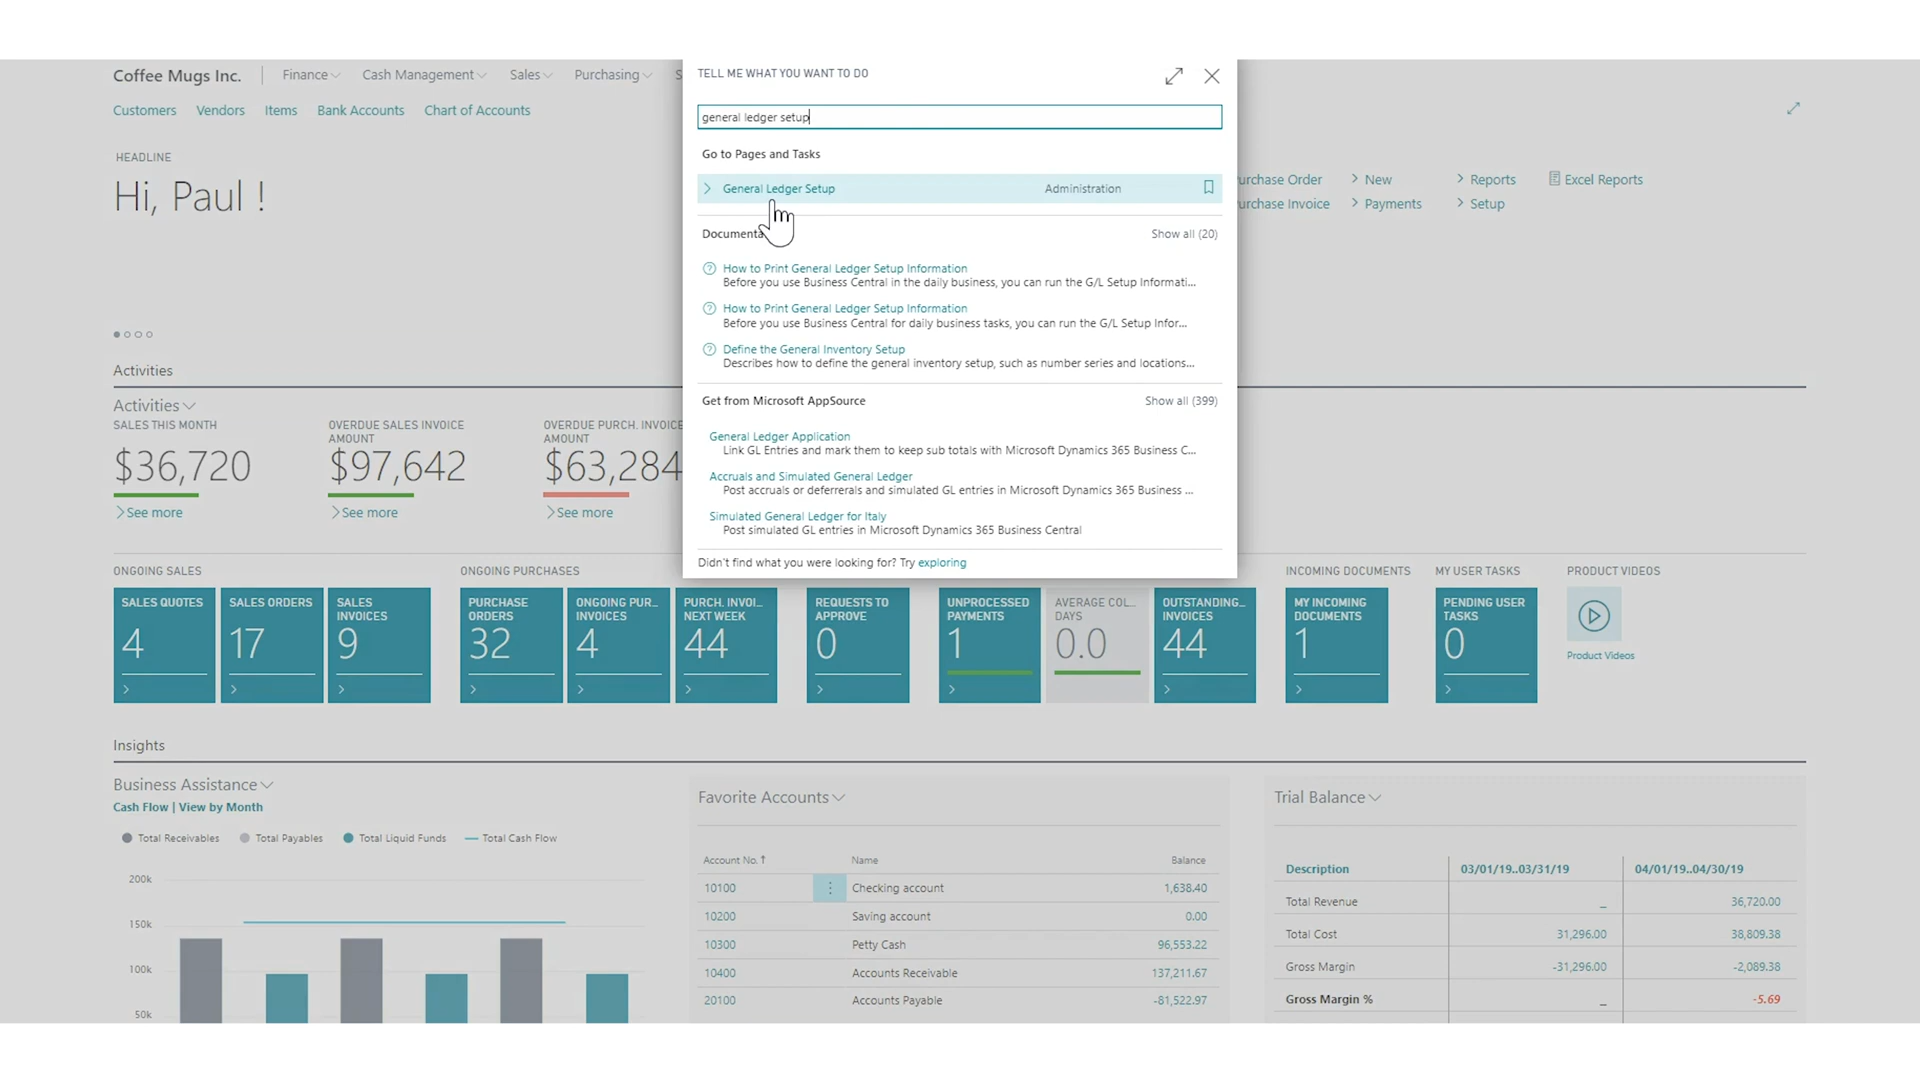 Coffee Mugs Inc.
Finance
Cash Management
Sales
Purchasing
S
Customers
Vendors
Items
Bank Accounts
Chart of Accounts
TELL ME WHAT YOU WANT TO DO
general ledger setup
Go to Pages and Tasks
General Ledger Setup
Administration
Documenta
Show all (20)
How to Print General Ledger Setup Information
Before you use Business Central in the daily business, you can run the G/L Setup Informati...
How to Print General Ledger Setup Information
Before you use Business Central for daily business tasks, you can run the G/L Setup Infor...
Define the General Inventory Setup
Describes how to define the general inventory setup, such as number series and locations...
Get from Microsoft AppSource
Show all (399)
General Ledger Application
Link GL Entries and mark them to keep sub totals with Microsoft Dynamics 365 Business C...
Accruals and Simulated General Ledger
Post accruals or deferrerals and simulated GL entries in Microsoft Dynamics 365 Business ...
Simulated General Ledger for Italy
Post simulated GL entries in Microsoft Dynamics 365 Business Central
Didn't find what you were looking for? Try exploring
HEADLINE
Hi, Paul !
urchase Order
New
Reports
Excel Reports
urchase Invoice
Payments
Setup
Activities
Activities
SALES THIS MONTH
$36,720
See more
OVERDUE SALES INVOICE
AMOUNT
$97,642
See more
OVERDUE PURCH. INVOICE
AMOUNT
$63,284
See more
ONGOING SALES
ONGOING PURCHASES
INCOMING DOCUMENTS
MY USER TASKS
PRODUCT VIDEOS
SALES QUOTES
4
SALES ORDERS
17
SALES
INVOICES
9
PURCHASE
ORDERS
32
ONGOING PUR...
INVOICES
4
PURCH. INVOI...
NEXT WEEK
44
REQUESTS TO
APPROVE
0
UNPROCESSED
PAYMENTS
1
AVERAGE COL...
DAYS
0.0
OUTSTANDING...
INVOICES
44
MY INCOMING
DOCUMENTS
1
PENDING USER
TASKS
0
Product Videos
Insights
Business Assistance
Cash Flow | View by Month
Total Receivables
Total Payables
Total Liquid Funds
Total Cash Flow
200k
150k
100k
50k
Favorite Accounts
Account No. ↑
Name
Balance
10100 Checking account 1,638.40
10200 Saving account 0.00
10300 Petty Cash 96,553.22
10400 Accounts Receivable 137,211.67
20100 Accounts Payable -81,522.97
Trial Balance
Description 03/01/19..03/31/19 04/01/19..04/30/19
Total Revenue _ 36,720.00
Total Cost 31,296.00 38,809.38
Gross Margin -31,296.00 -2,089.38
Gross Margin % _ -5.69